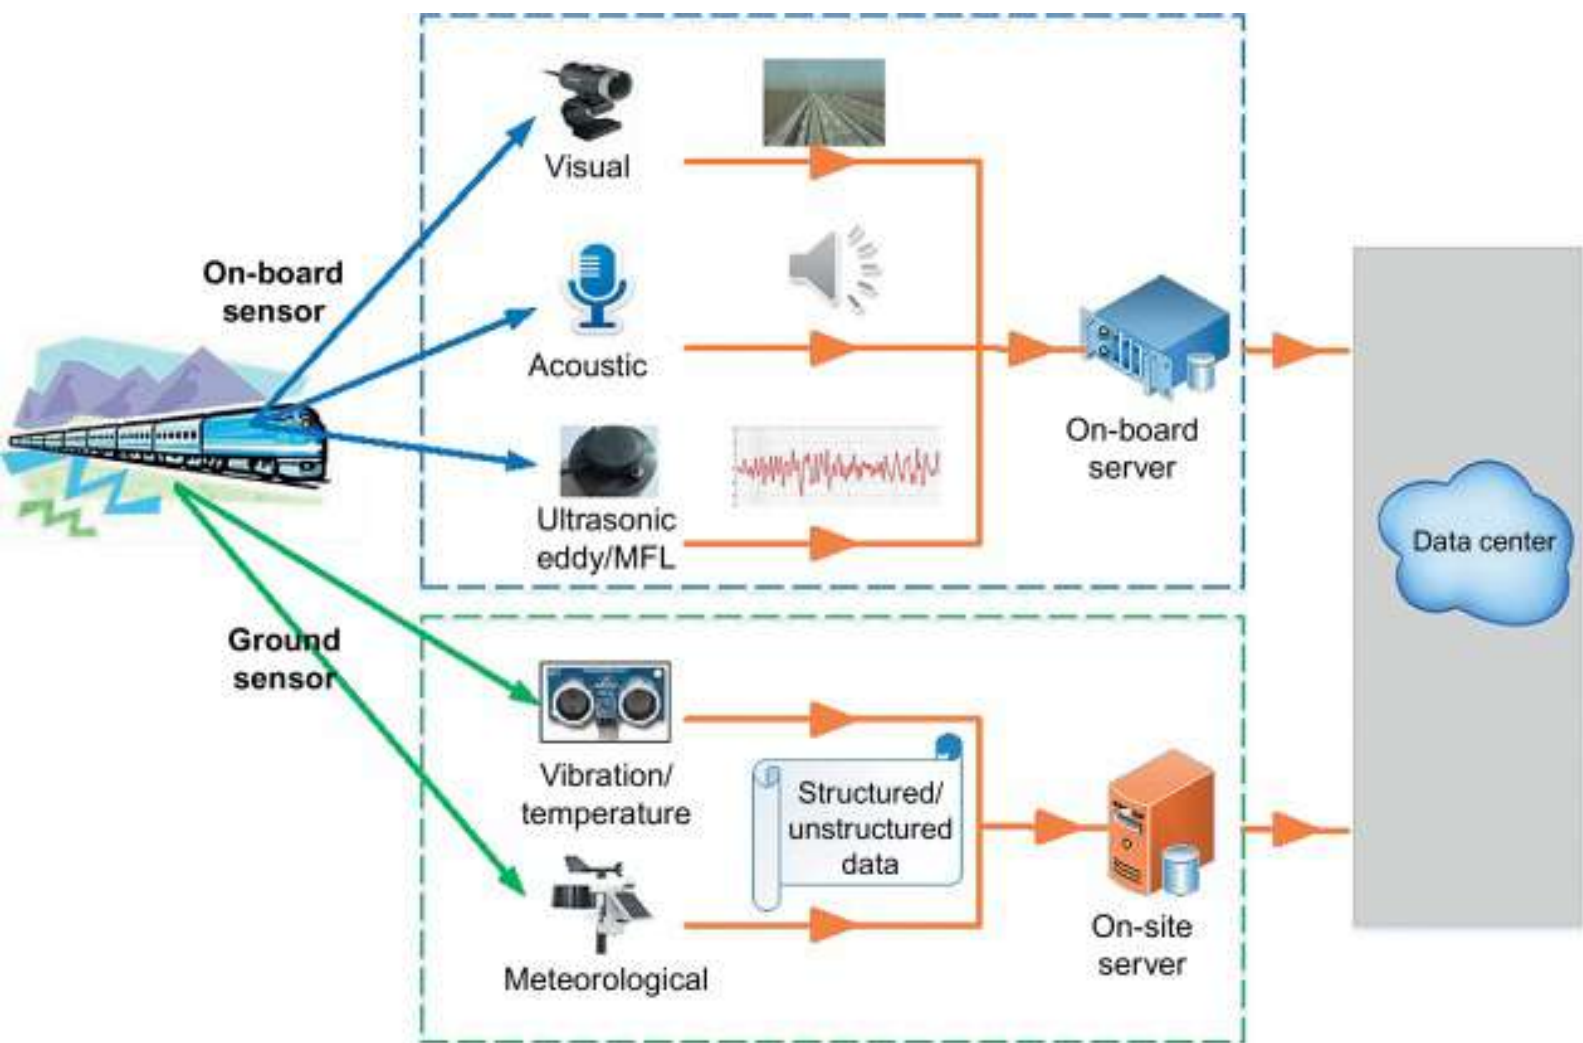 On-board
sensor
Visual
Acoustic
Ultrasonic
eddy/MFL
On-board
server
Data center
Ground
sensor
Vibration/
temperature
Meteorological
Structured/
unstructured
data
On-site
server